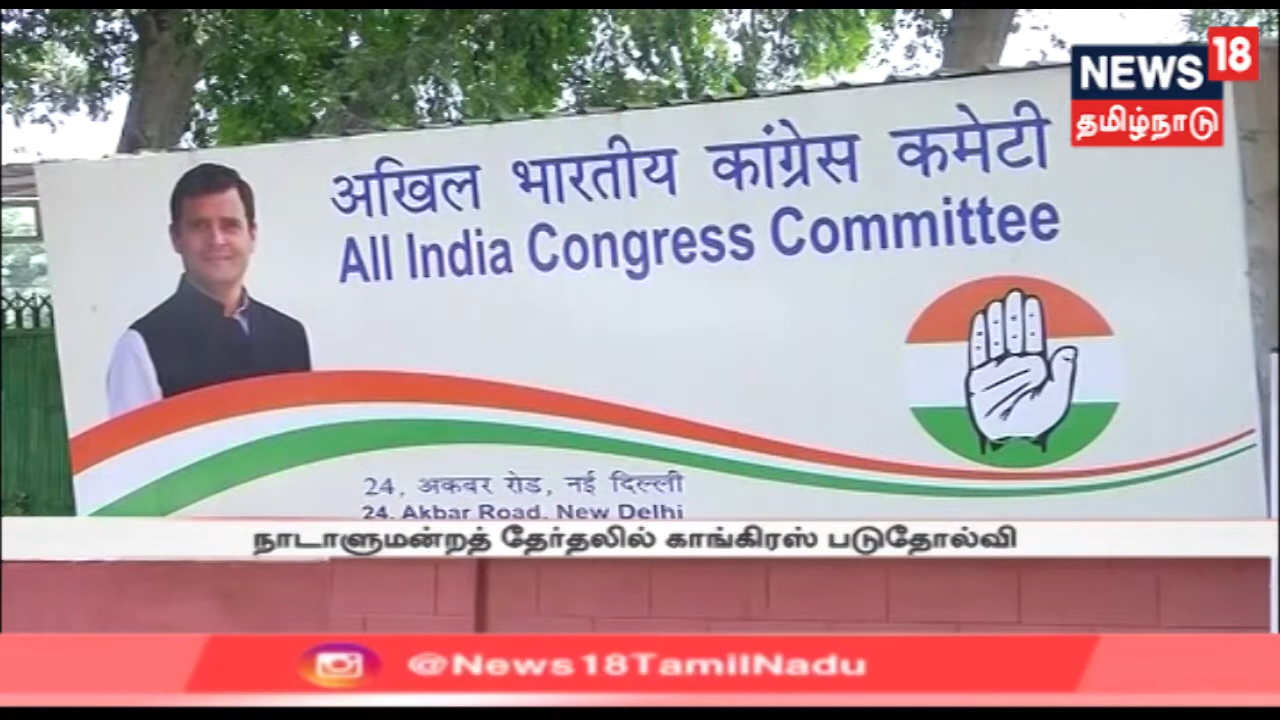 NEWS 18
தமிழ்நாடு
अखिल भारतीय कांग्रेस कमेटी
All India Congress Committee
24, अकबर रोड, नई दिल्ली
24, Akbar Road, New Delhi
நாடாளுமன்றத் தேர்தலில் காங்கிரஸ் படுதோல்வி
@News18TamilNadu